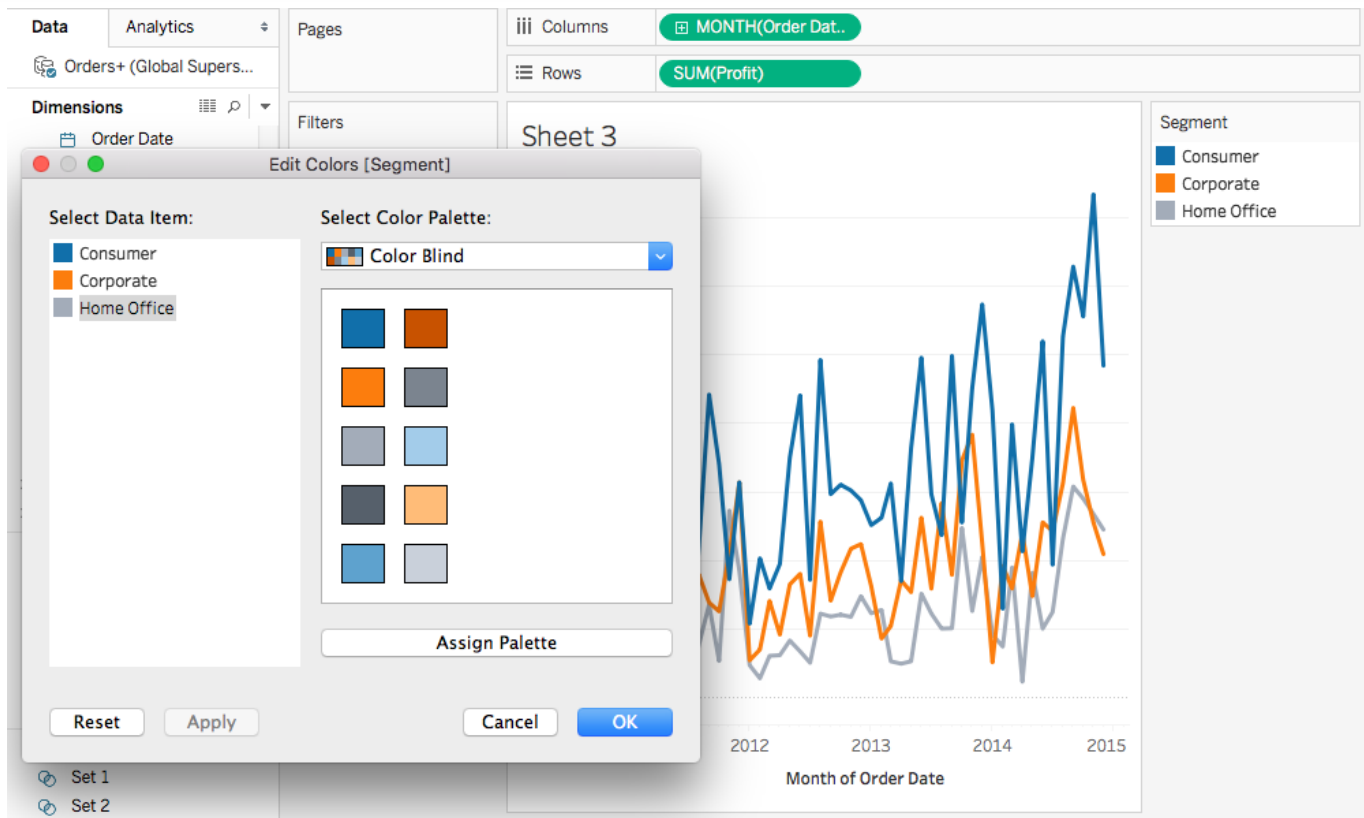 Data
Analytics
Orders+ (Global Supers...
Dimensions
Order Date
Pages
Filters
Columns
MONTH(Order Dat..
Rows
SUM(Profit)
Sheet 3
Segment
Consumer
Corporate
Home Office
Edit Colors [Segment]
Select Data Item:
Consumer
Corporate
Home Office
Select Color Palette:
Color Blind
Assign Palette
Reset
Apply
Cancel
OK
2012
2013
2014
2015
Month of Order Date
Set 1
Set 2